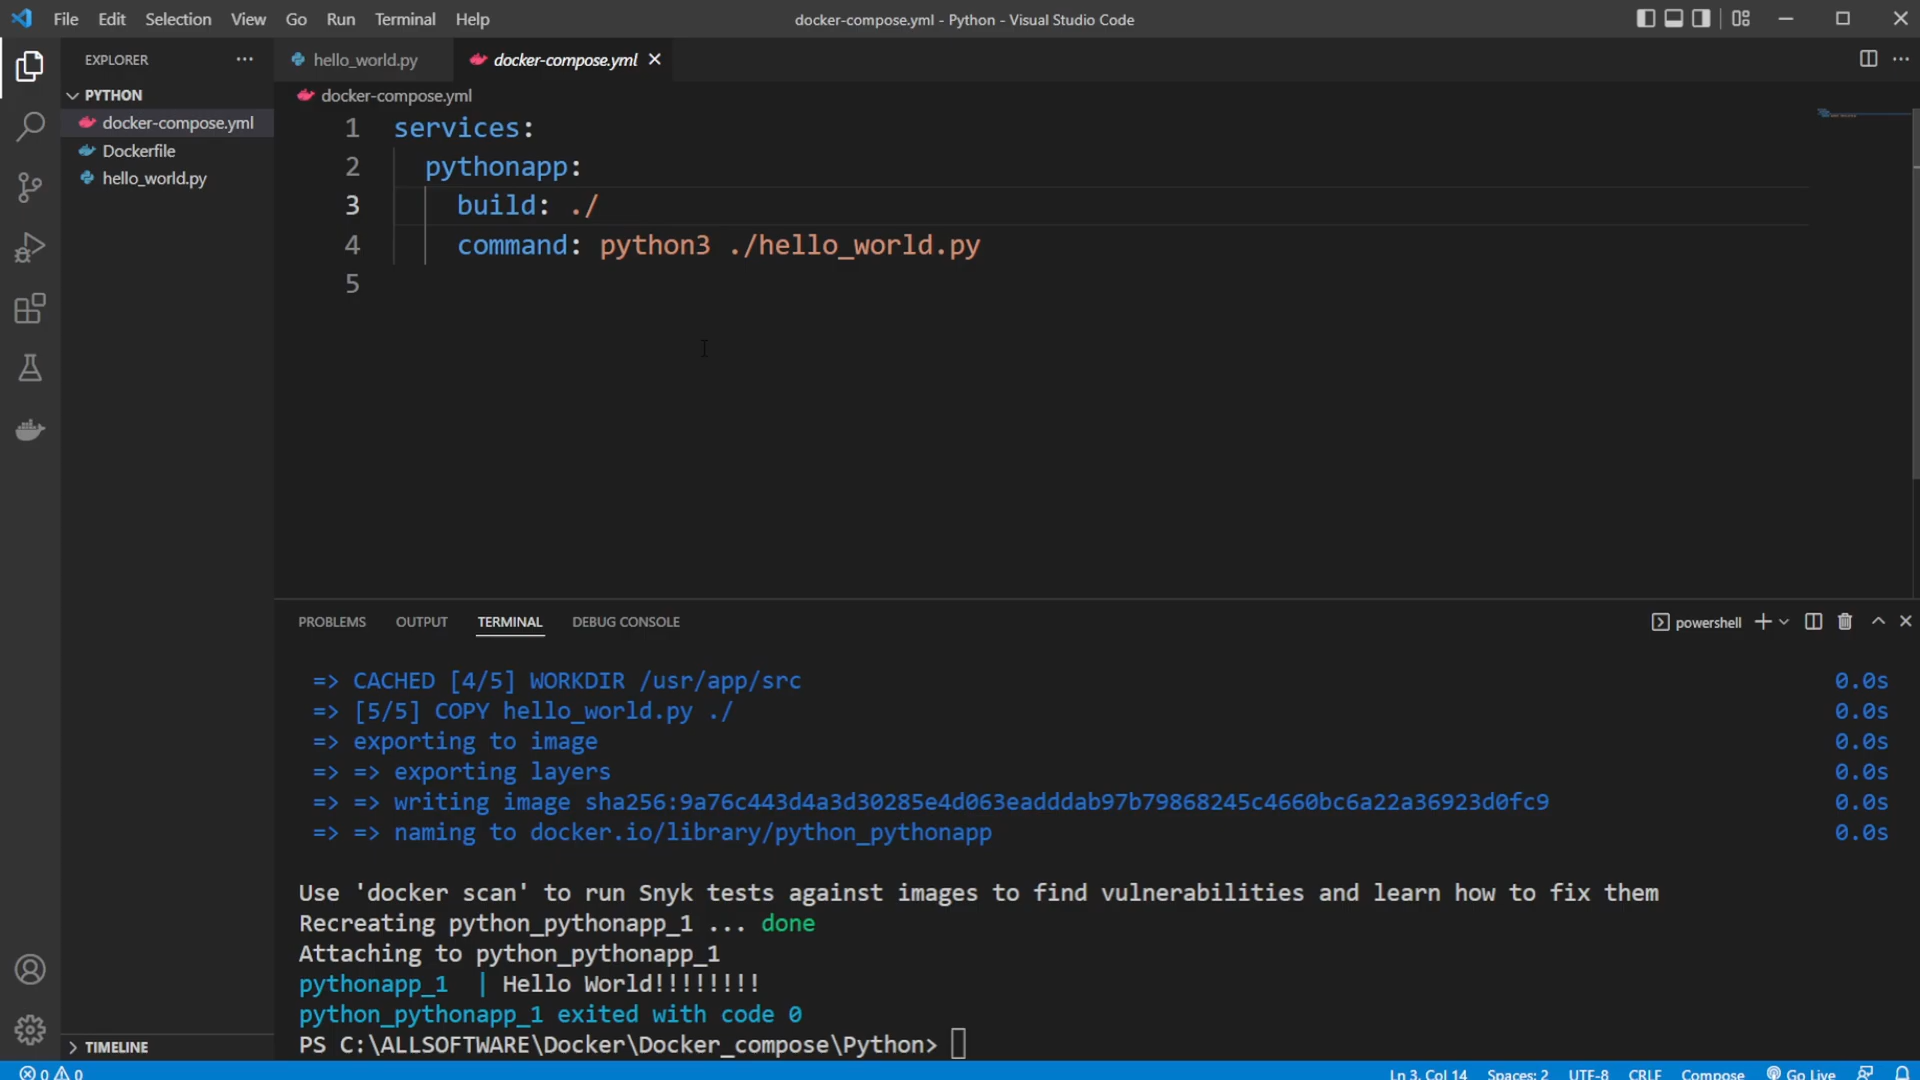 File Edit Selection View Go Run Terminal Help
docker-compose.yml - Python - Visual Studio Code
EXPLORER
PYTHON
docker-compose.yml
Dockerfile
hello_world.py
TIMELINE
hello_world.py
docker-compose.yml
docker-compose.yml
1 services:
2 pythonapp:
3 build: ./
4 command: python3 ./hello_world.py
5
PROBLEMS OUTPUT TERMINAL DEBUG CONSOLE
powershell
=> CACHED [4/5] WORKDIR /usr/app/src 0.0s
=> [5/5] COPY hello_world.py ./ 0.0s
=> exporting to image 0.0s
=> => exporting layers 0.0s
=> => writing image sha256:9a76c443d4a3d30285e4d063eadddab97b79868245c4660bc6a22a36923d0fc9 0.0s
=> => naming to docker.io/library/python_pythonapp 0.0s
Use 'docker scan' to run Snyk tests against images to find vulnerabilities and learn how to fix them
Recreating python_pythonapp_1 ... done
Attaching to python_pythonapp_1
pythonapp_1 | Hello World!!!!!!!!
python_pythonapp_1 exited with code 0
PS C:\ALLSOFTWARE\Docker\Docker_compose\Python>
0 0
Ln 3, Col 14 Spaces: 2 UTF-8 CRLF Compose Go Live